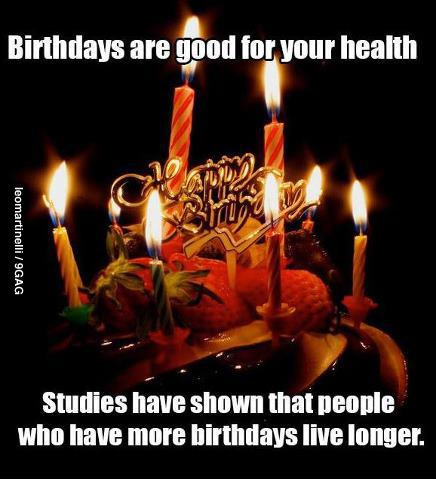 Birthdays are good for your health
Happy
Birthday
leomartinelli / 9GAG
Studies have shown that people
who have more birthdays live longer.